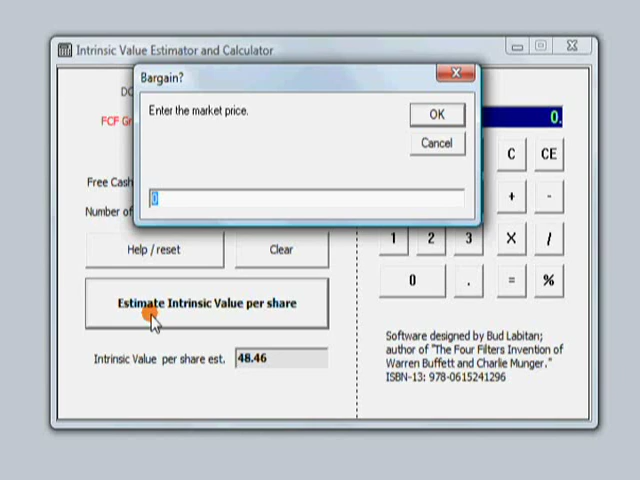 Intrinsic Value Estimator and Calculator
Bargain?
Enter the market price.
OK
Cancel
0
DC
FCF Gr
0.
C
CE
Free Cash
Number of
+
-
1
2
3
X
/
0
.
=
%
Help / reset
Clear
Estimate Intrinsic Value per share
Intrinsic Value per share est.
48.46
Software designed by Bud Labitan;
author of "The Four Filters Invention of
Warren Buffett and Charlie Munger."
ISBN-13: 978-0615241296